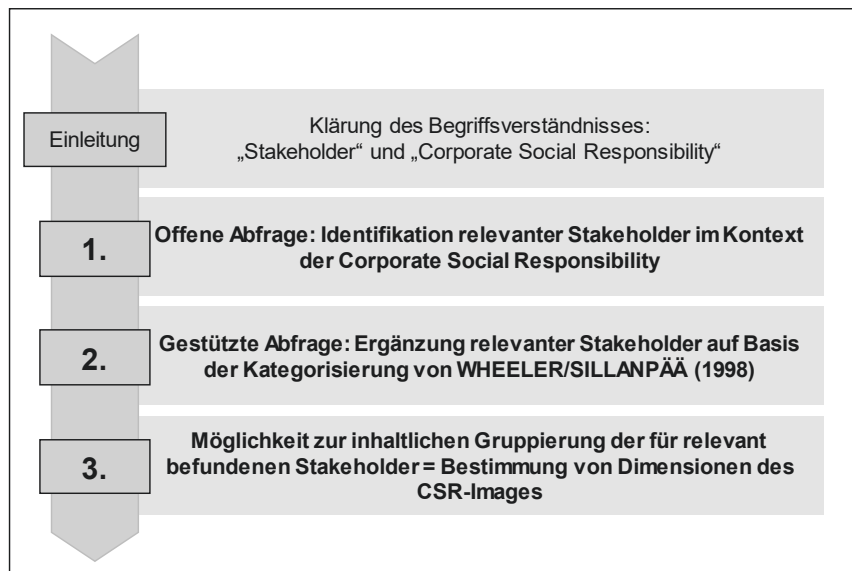 Einleitung
Klärung des Begriffsverständnisses:
„Stakeholder“ und „Corporate Social Responsibility“
1.
Offene Abfrage: Identifikation relevanter Stakeholder im Kontext
der Corporate Social Responsibility
2.
Gestützte Abfrage: Ergänzung relevanter Stakeholder auf Basis
der Kategorisierung von WHEELER/SILLANPÄÄ (1998)
3.
Möglichkeit zur inhaltlichen Gruppierung der für relevant
befundenen Stakeholder = Bestimmung von Dimensionen des
CSR-Images